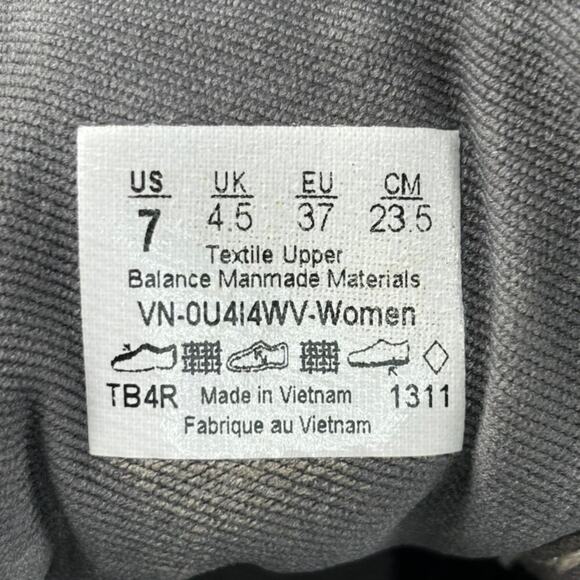 US UK EU CM
7 4.5 37 23.5
Textile Upper
Balance Manmade Materials
VN-0U4I4WV-Women
TB4R Made in Vietnam 1311
Fabrique au Vietnam